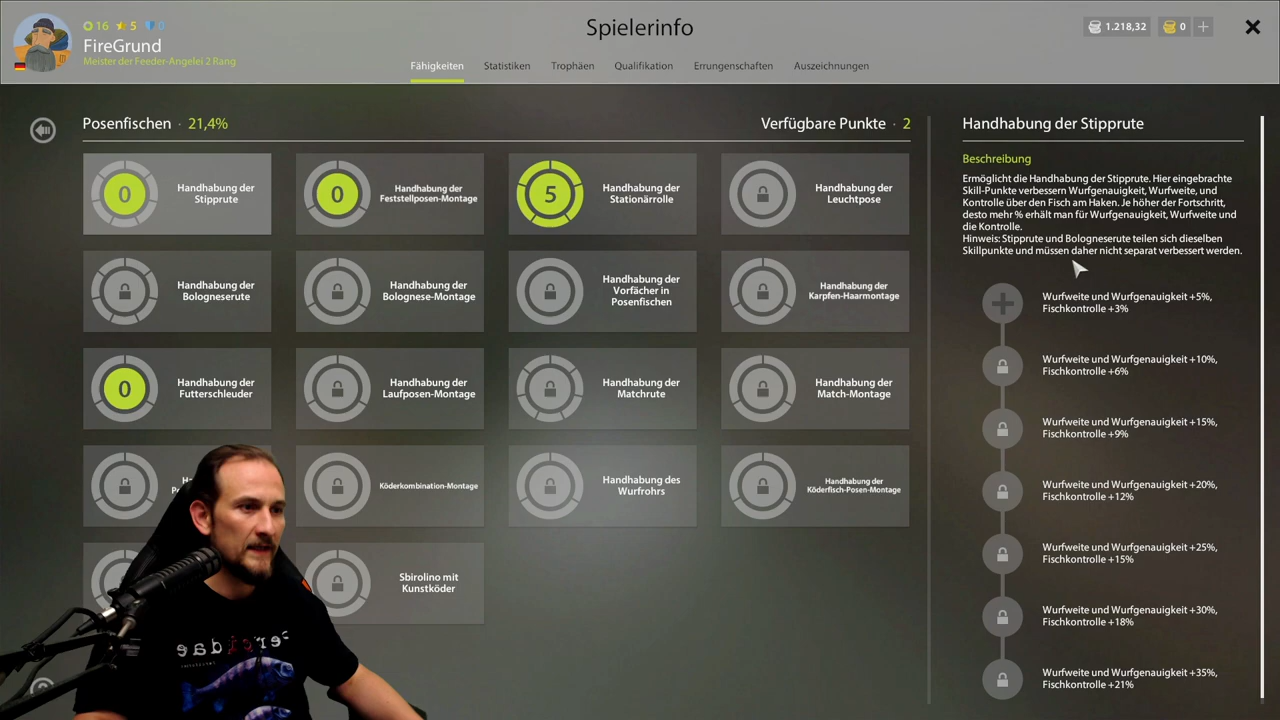 16 5 0
FireGrund
Meister der Feeder-Angelei 2 Rang
Spielerinfo
1.218,32
0
Fähigkeiten
Statistiken
Trophäen
Qualifikation
Errungenschaften
Auszeichnungen
Posenfischen · 21,4%
Verfügbare Punkte · 2
0
Handhabung der
Stipprute
0
Handhabung der
Feststellposen-Montage
5
Handhabung der
Stationärrolle
Handhabung der
Leuchtpose
Handhabung der
Bologneserute
Handhabung der
Bolognese-Montage
Handhabung der
Vorfächer in
Posenfischen
Handhabung der
Karpfen-Haarmontage
0
Handhabung der
Futterschleuder
Handhabung der
Laufposen-Montage
Handhabung der
Matchrute
Handhabung der
Match-Montage
Köderkombination-Montage
Handhabung des
Wurfrohrs
Handhabung der
Köderfisch-Posen-Montage
Sbirolino mit
Kunstköder
Handhabung der Stipprute
Beschreibung
Ermöglicht die Handhabung der Stipprute. Hier eingebrachte
Skill-Punkte verbessern Wurfgenauigkeit, Wurfweite, und
Kontrolle über den Fisch am Haken. Je höher der Fortschritt,
desto mehr % erhält man für Wurfgenauigkeit, Wurfweite und
die Kontrolle.
Hinweis: Stipprute und Bologneserute teilen sich dieselben
Skillpunkte und müssen daher nicht separat verbessert werden.
Wurfweite und Wurfgenauigkeit +5%,
Fischkontrolle +3%
Wurfweite und Wurfgenauigkeit +10%,
Fischkontrolle +6%
Wurfweite und Wurfgenauigkeit +15%,
Fischkontrolle +9%
Wurfweite und Wurfgenauigkeit +20%,
Fischkontrolle +12%
Wurfweite und Wurfgenauigkeit +25%,
Fischkontrolle +15%
Wurfweite und Wurfgenauigkeit +30%,
Fischkontrolle +18%
Wurfweite und Wurfgenauigkeit +35%,
Fischkontrolle +21%